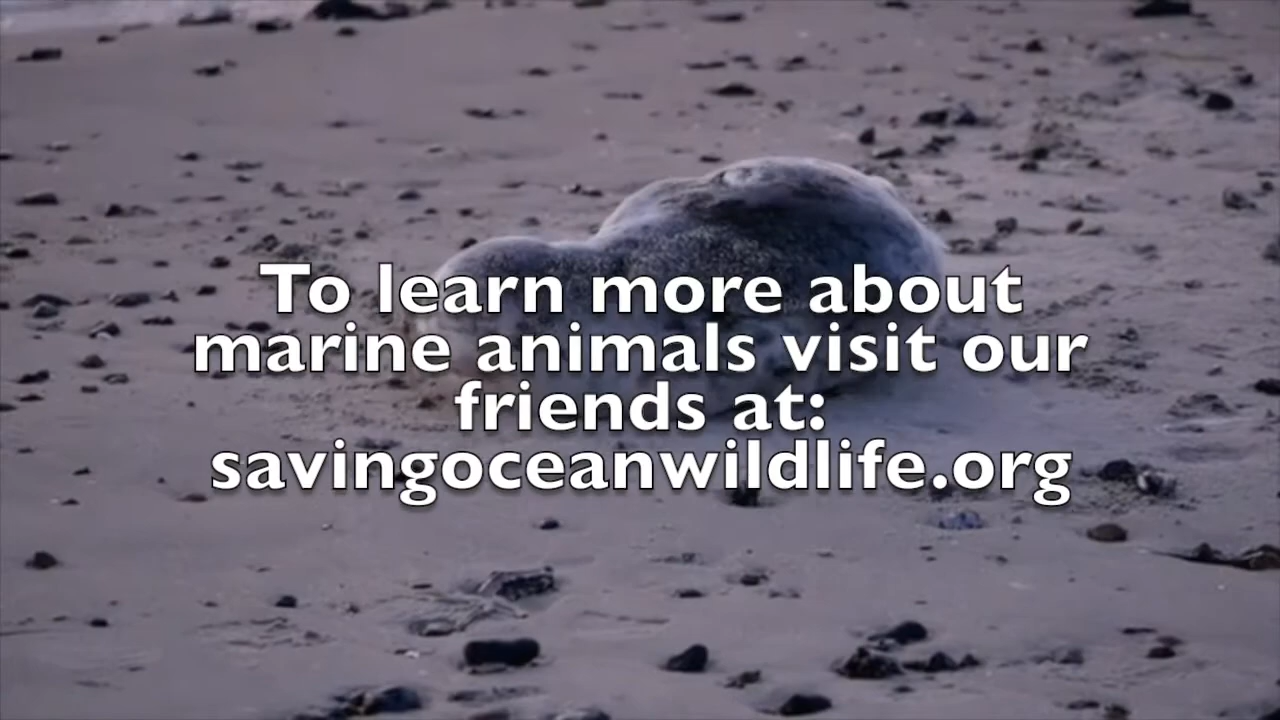 To learn more about
marine animals visit our
friends at:
savingoceanwildlife.org